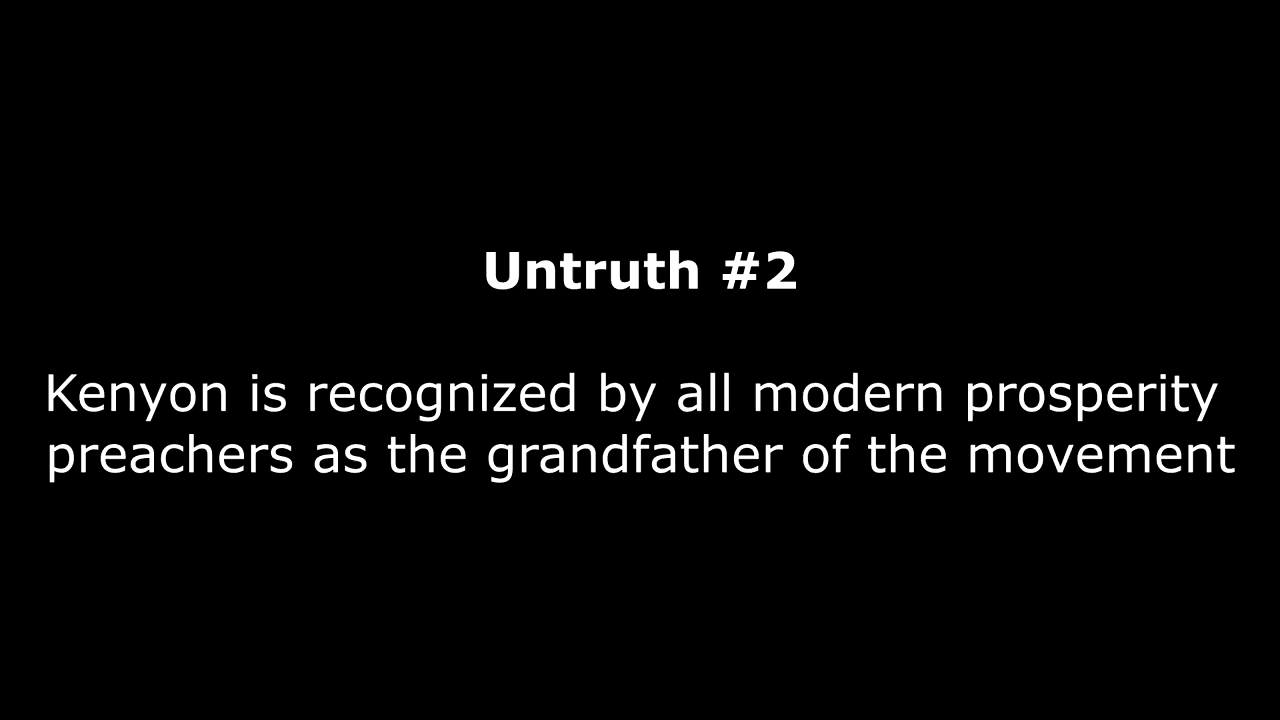 Untruth #2
Kenyon is recognized by all modern prosperity
preachers as the grandfather of the movement